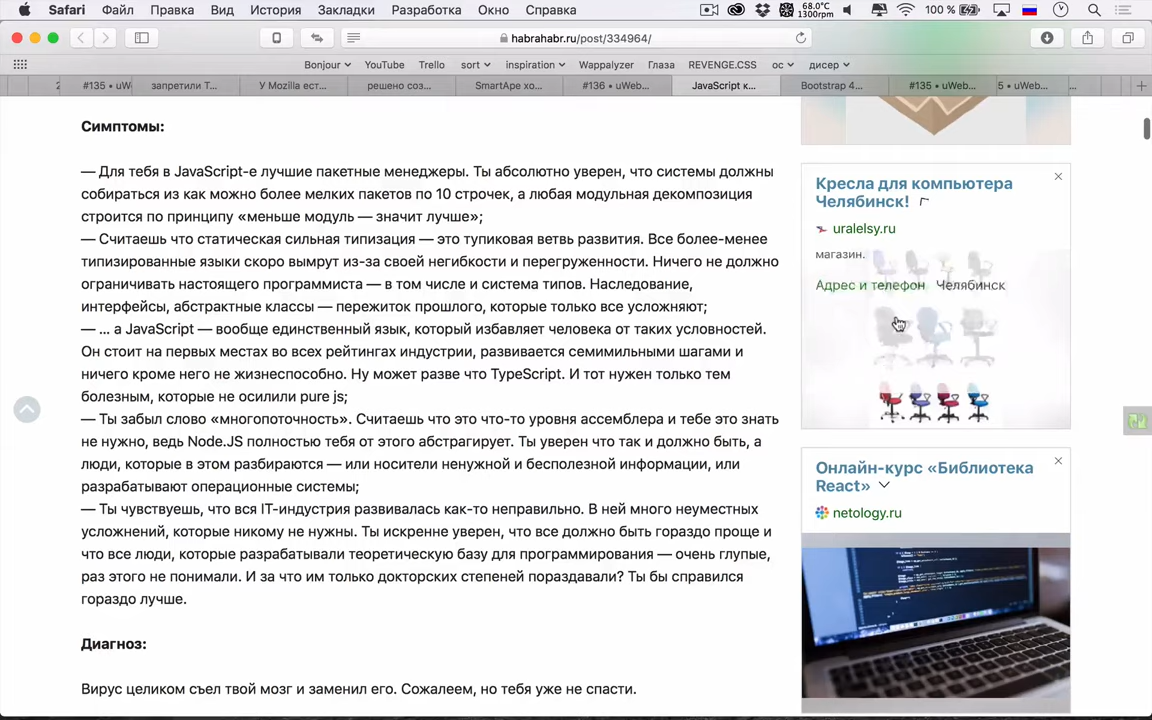 Safari Файл Правка Вид История Закладки Разработка Окно Справка
68.0°C
1300rpm
100 %
habrahabr.ru/post/334964/
Bonjour YouTube Trello sort inspiration Wappalyzer Глаза REVENGE.CSS ос дисер
2 #135 • uWeb... запретили Т... У Mozilla ест... решено соз... SmartApe хо... #136 • uWeb... JavaScript к... Bootstrap 4... #135 • uWeb... 5 • uWeb... ...
Симптомы:
— Для тебя в JavaScript-е лучшие пакетные менеджеры. Ты абсолютно уверен, что системы должны
собираться из как можно более мелких пакетов по 10 строчек, а любая модульная декомпозиция
строится по принципу «меньше модуль — значит лучше»;
— Считаешь что статическая сильная типизация — это тупиковая ветвь развития. Все более-менее
типизированные языки скоро вымрут из-за своей негибкости и перегруженности. Ничего не должно
ограничивать настоящего программиста — в том числе и система типов. Наследование,
интерфейсы, абстрактные классы — пережиток прошлого, которые только все усложняют;
— ... а JavaScript — вообще единственный язык, который избавляет человека от таких условностей.
Он стоит на первых местах во всех рейтингах индустрии, развивается семимильными шагами и
ничего кроме него не жизнеспособно. Ну может разве что TypeScript. И тот нужен только тем
болезным, которые не осилили pure js;
— Ты забыл слово «многопоточность». Считаешь что это что-то уровня ассемблера и тебе это знать
не нужно, ведь Node.JS полностью тебя от этого абстрагирует. Ты уверен что так и должно быть, а
люди, которые в этом разбираются — или носители ненужной и бесполезной информации, или
разрабатывают операционные системы;
— Ты чувствуешь, что вся IT-индустрия развивалась как-то неправильно. В ней много неуместных
усложнений, которые никому не нужны. Ты искренне уверен, что все должно быть гораздо проще и
что все люди, которые разрабатывали теоретическую базу для программирования — очень глупые,
раз этого не понимали. И за что им только докторских степеней пораздавали? Ты бы справился
гораздо лучше.
Диагноз:
Вирус целиком съел твой мозг и заменил его. Сожалеем, но тебя уже не спасти.
Кресла для компьютера
Челябинск!
uralelsy.ru
магазин.
Адрес и телефон Челябинск
Онлайн-курс «Библиотека
React»
netology.ru